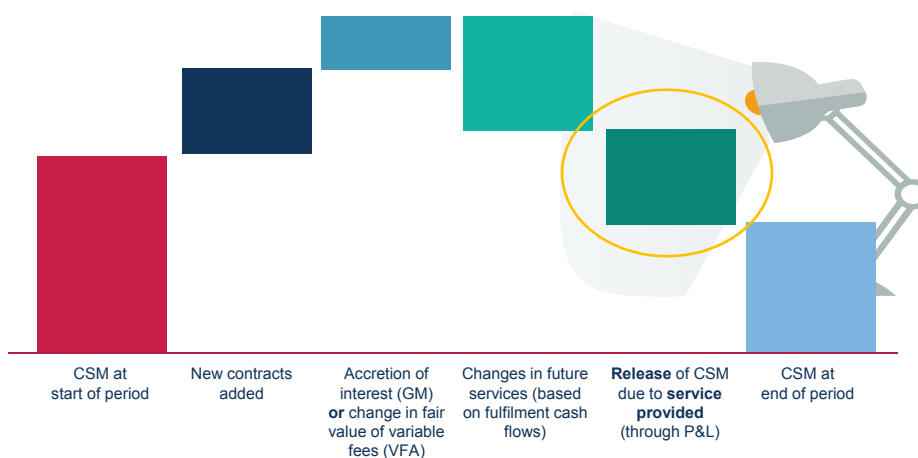 CSM at
start of period
New contracts
added
Accretion of
interest (GM)
or change in fair
value of variable
fees (VFA)
Changes in future
services (based
on fulfilment cash
flows)
Release of CSM
due to service
provided
(through P&L)
CSM at
end of period